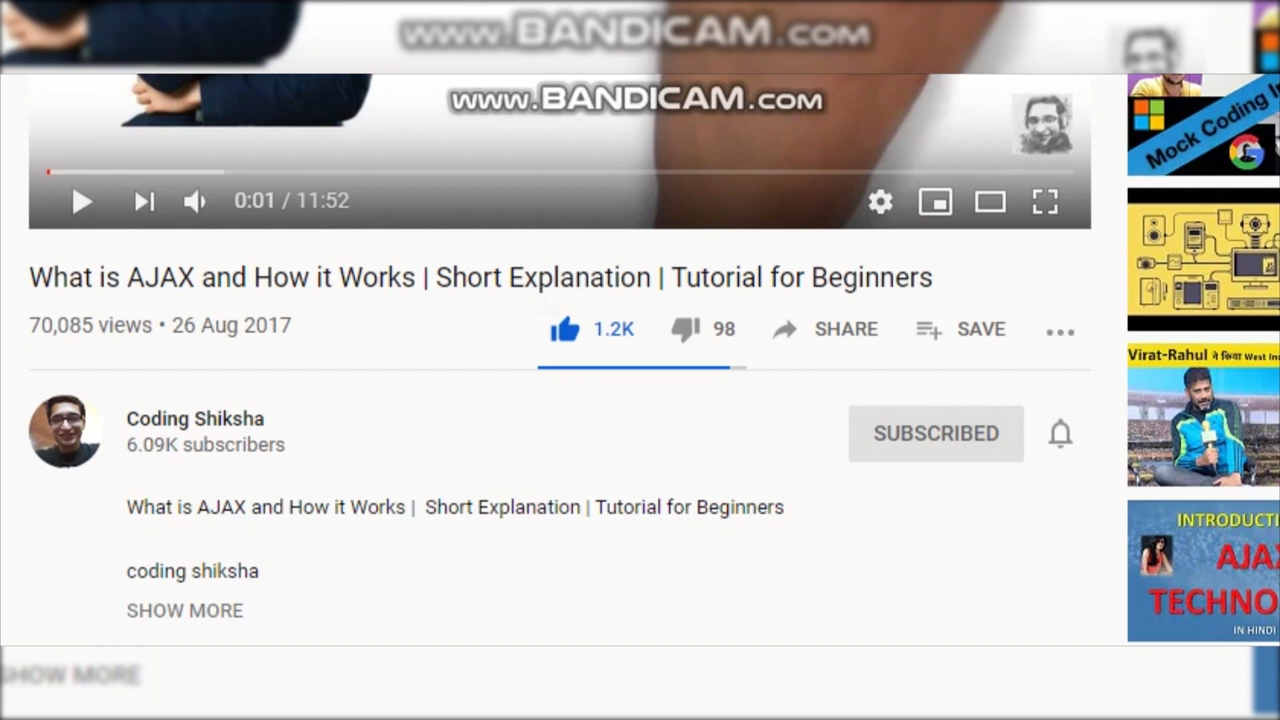 www.BANDICAM.com
www.BANDICAM.com
Mock Coding
0:01 / 11:52
What is AJAX and How it Works | Short Explanation | Tutorial for Beginners
70,085 views • 26 Aug 2017
1.2K
98
SHARE
SAVE
Virat-Rahul ने किया West
Coding Shiksha
6.09K subscribers
SUBSCRIBED
What is AJAX and How it Works | Short Explanation | Tutorial for Beginners
coding shiksha
SHOW MORE
INTRODUCTI
AJA
TECHNO
IN HINDI
SHOW MORE